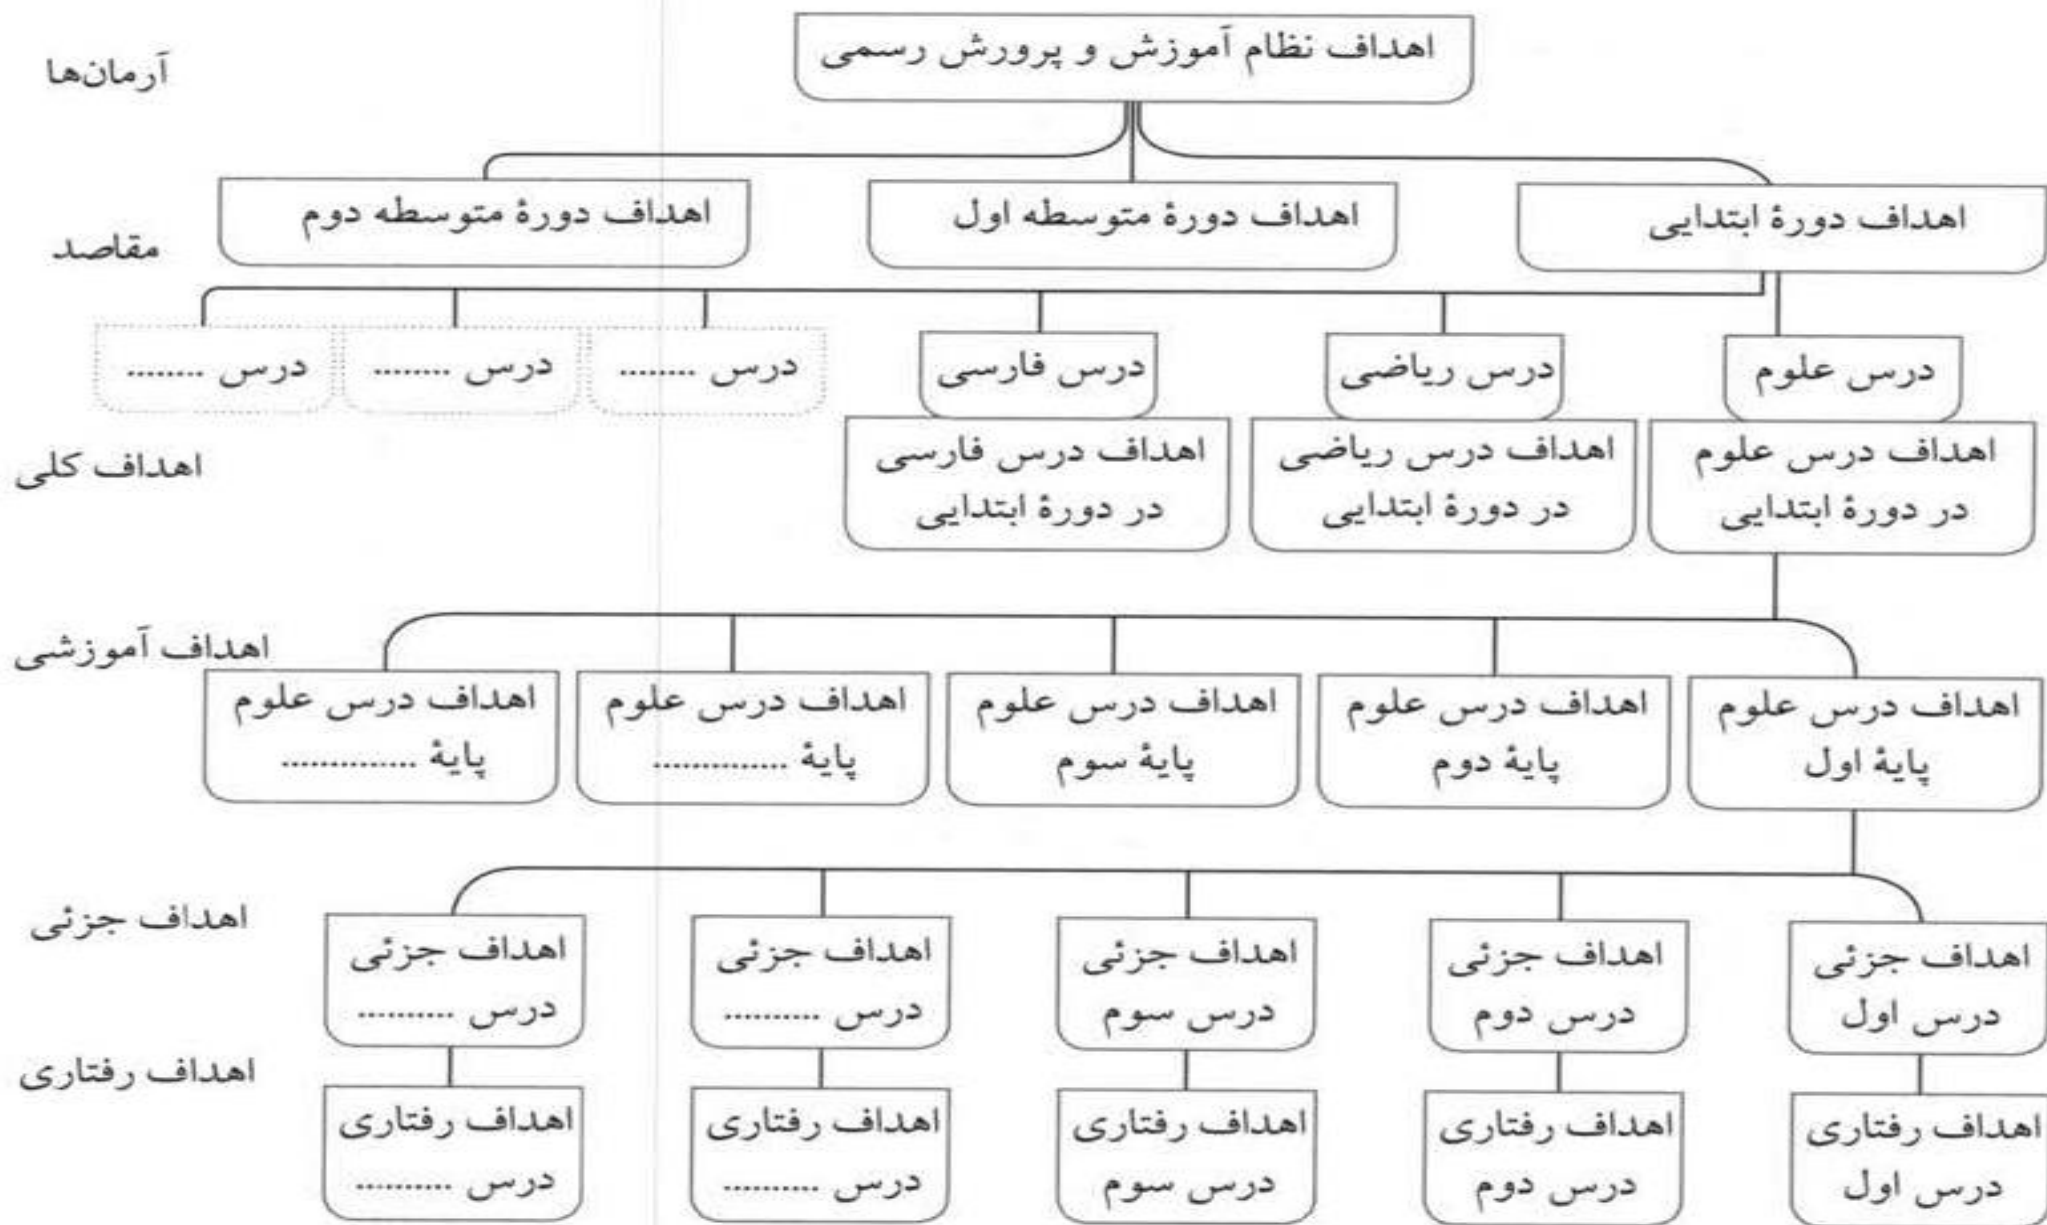 اهداف نظام آموزش و پرورش رسمی
آرمان‌ها
اهداف دورهٔ ابتدایی
اهداف دورهٔ متوسطه اول
اهداف دورهٔ متوسطه دوم
مقاصد
درس علوم
درس ریاضی
درس فارسی
درس ........
درس ........
درس ........
اهداف درس علوم
در دورهٔ ابتدایی
اهداف درس ریاضی
در دورهٔ ابتدایی
اهداف درس فارسی
در دورهٔ ابتدایی
اهداف کلی
اهداف آموزشی
اهداف درس علوم
پایهٔ اول
اهداف درس علوم
پایهٔ دوم
اهداف درس علوم
پایهٔ سوم
اهداف درس علوم
پایهٔ ..............
اهداف درس علوم
پایهٔ ..............
اهداف جزئی
اهداف جزئی
درس اول
اهداف جزئی
درس دوم
اهداف جزئی
درس سوم
اهداف جزئی
درس ..........
اهداف جزئی
درس ..........
اهداف رفتاری
اهداف رفتاری
درس اول
اهداف رفتاری
درس دوم
اهداف رفتاری
درس سوم
اهداف رفتاری
درس ..........
اهداف رفتاری
درس ..........